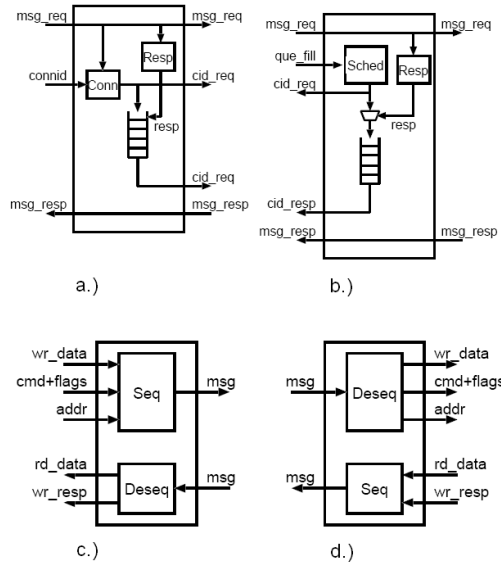 msg_req
msg_req
Resp
connid
Conn
cid_req
resp
cid_req
msg_resp
msg_resp
a.)
msg_req
msg_req
que_fill
Sched
Resp
cid_req
resp
cid_resp
msg_resp
msg_resp
b.)
wr_data
cmd+flags
Seq
msg
addr
rd_data
Deseq
msg
wr_resp
c.)
wr_data
msg
Deseq
cmd+flags
addr
rd_data
msg
Seq
wr_resp
d.)